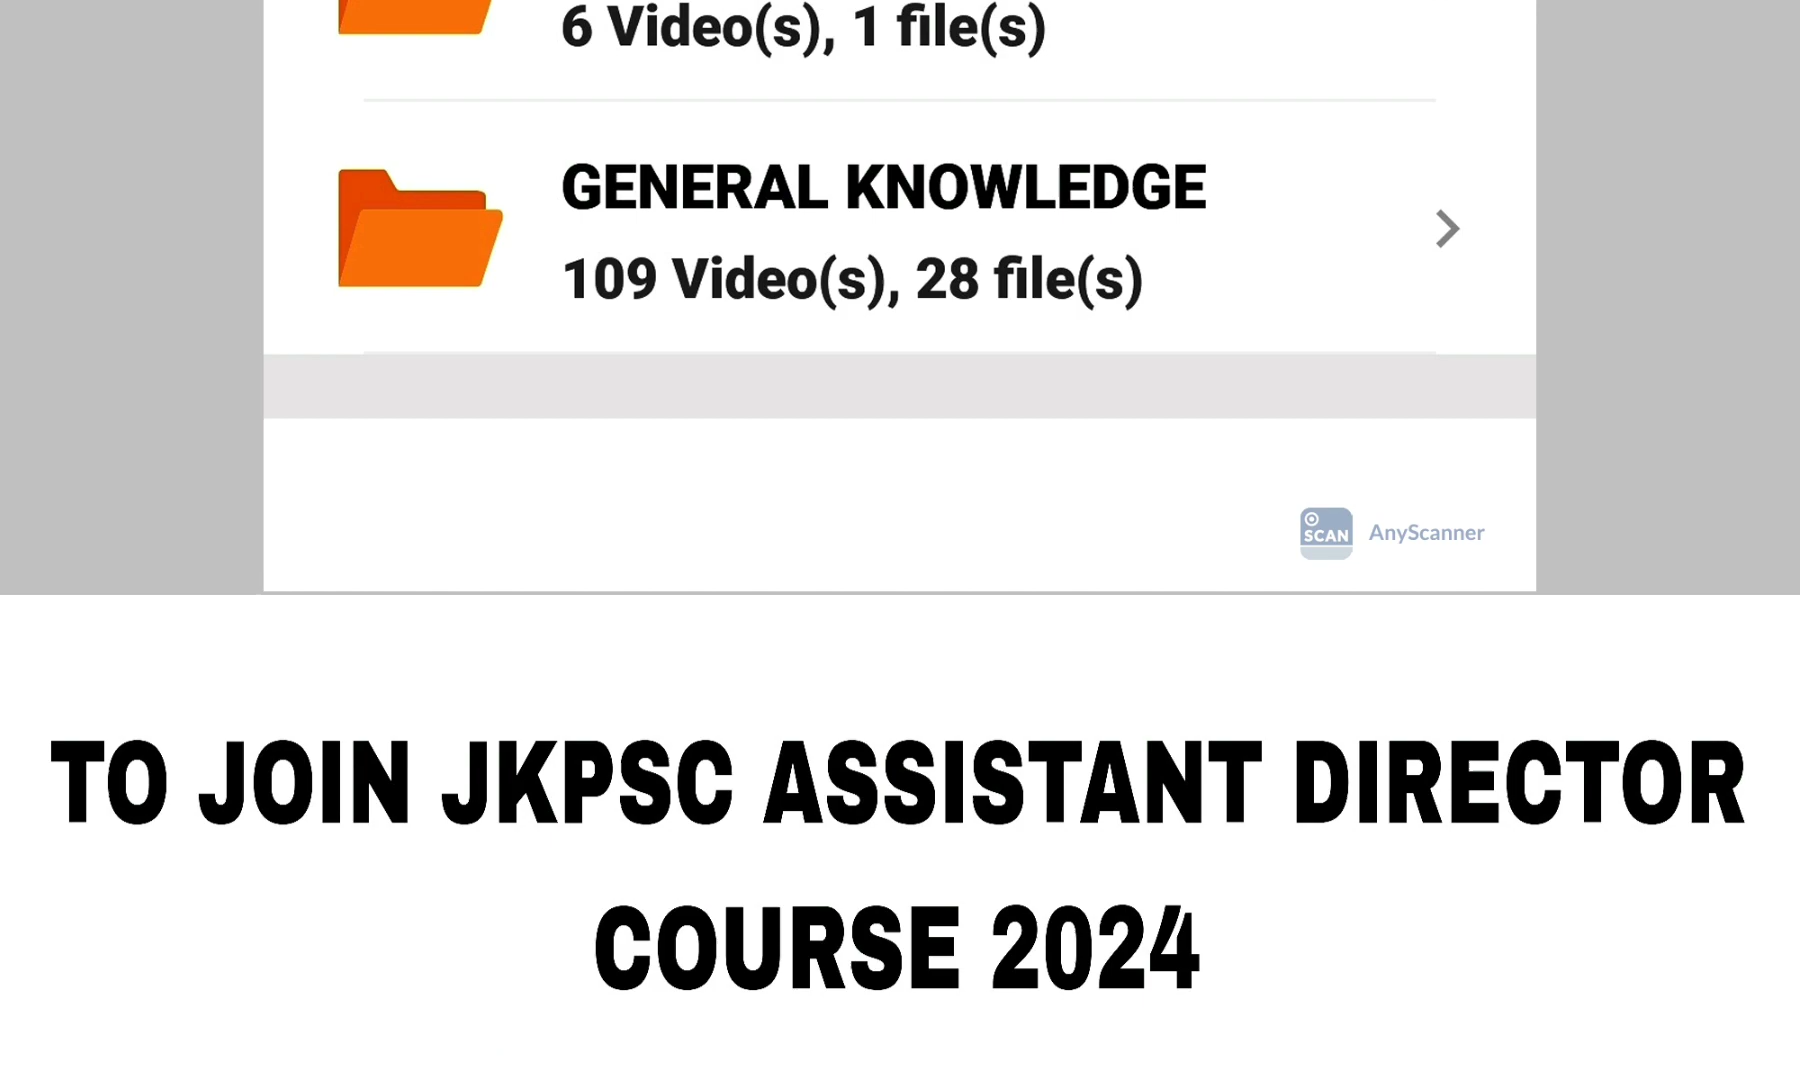 6 Video(s), 1 file(s)
GENERAL KNOWLEDGE
109 Video(s), 28 file(s)
SCAN AnyScanner
TO JOIN JKPSC ASSISTANT DIRECTOR
COURSE 2024